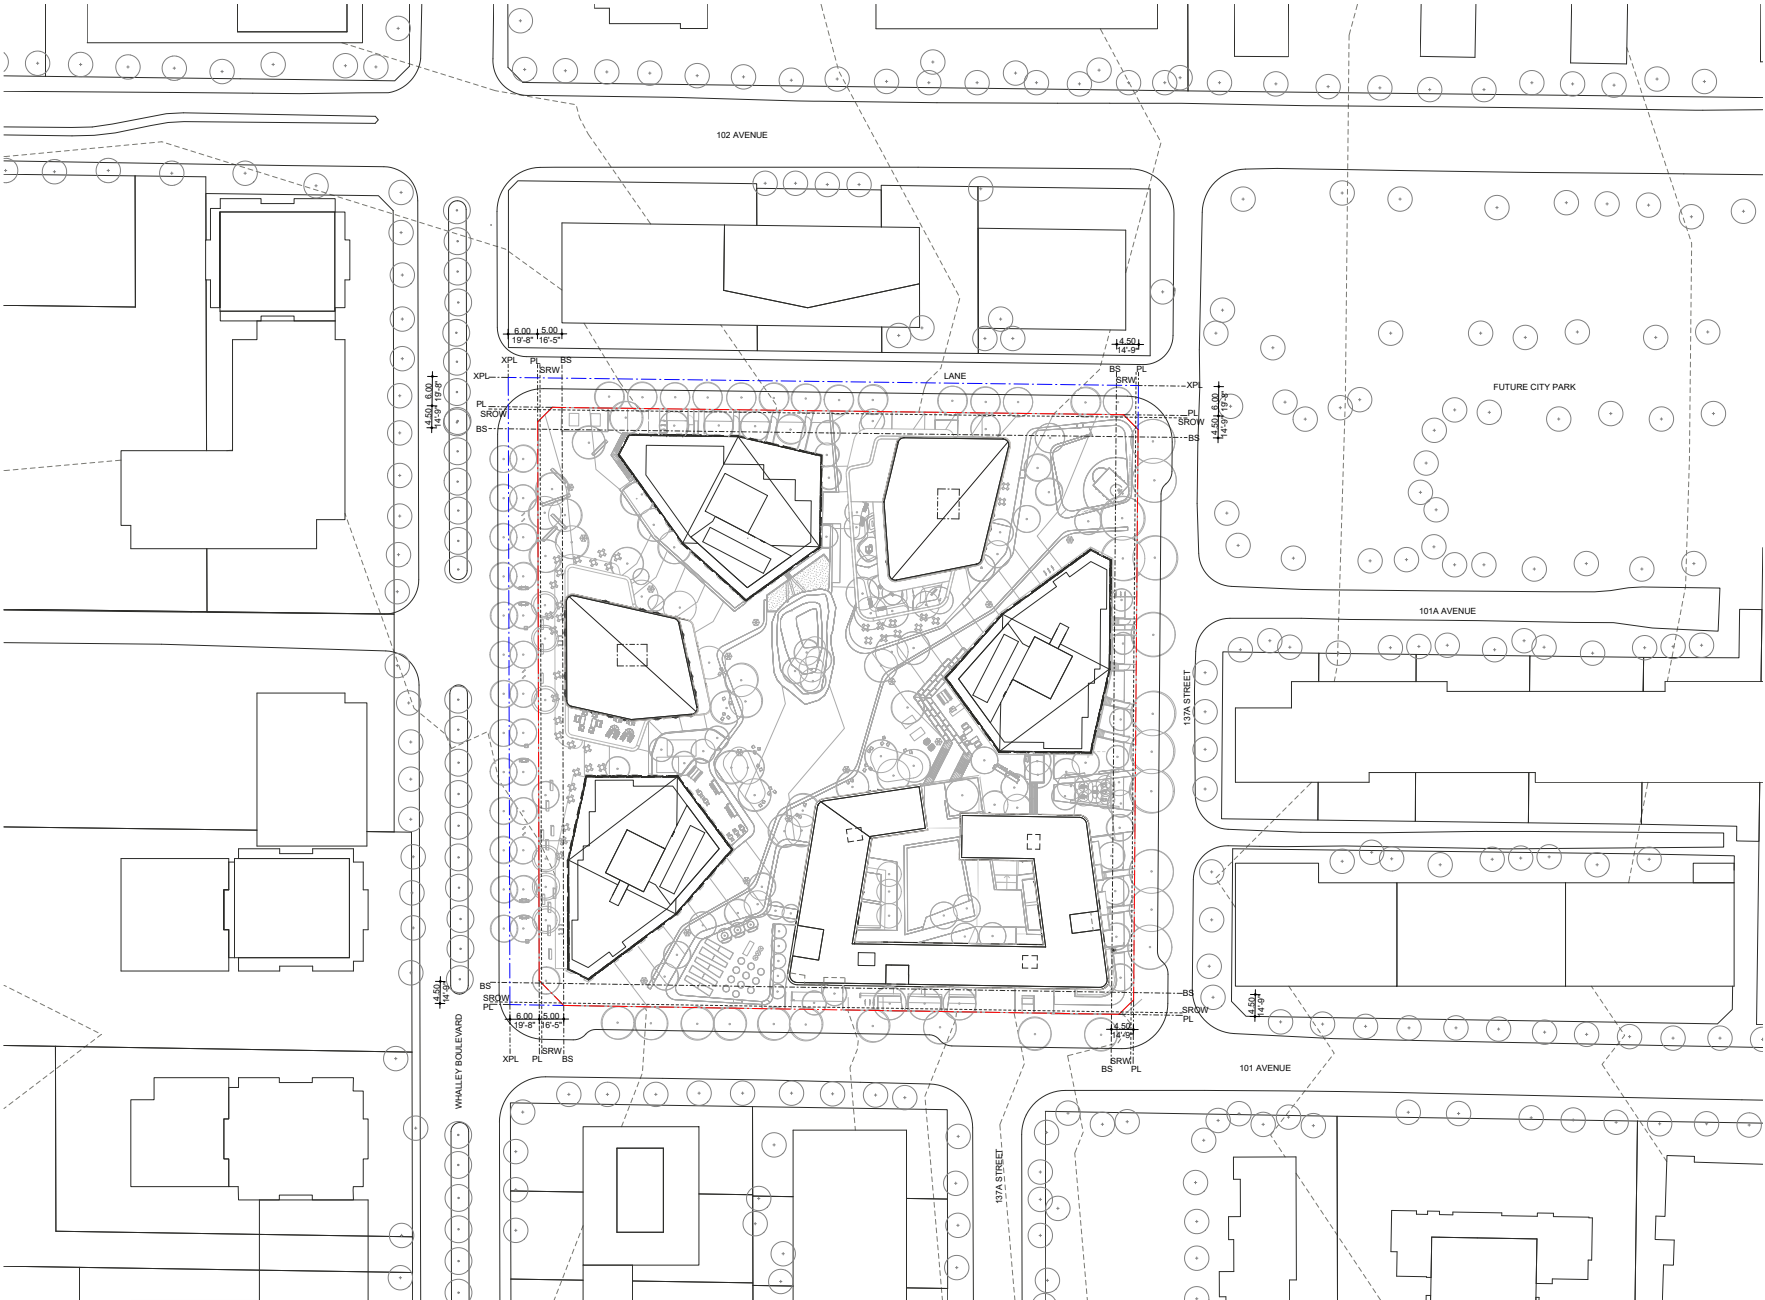 102 AVENUE
6.00
19'-8"
5.00
16'-5"
4.50
14'-9"
XPL
PL
SRW
BS
LANE
BS
SRW
PL
XPL
XPL
6.00
19'-8"
4.50
14'-9"
PL
SROW
BS
PL
SROW
BS
6.00
19'-8"
4.50
14'-9"
FUTURE CITY PARK
101A AVENUE
137A STREET
4.50
14'-9"
BS
SROW
PL
BS
SROW
PL
4.50
14'-9"
6.00
19'-8"
5.00
16'-5"
4.50
14'-9"
XPL
PL
SRW
BS
BS
SRW
PL
WHALLEY BOULEVARD
101 AVENUE
137A STREET